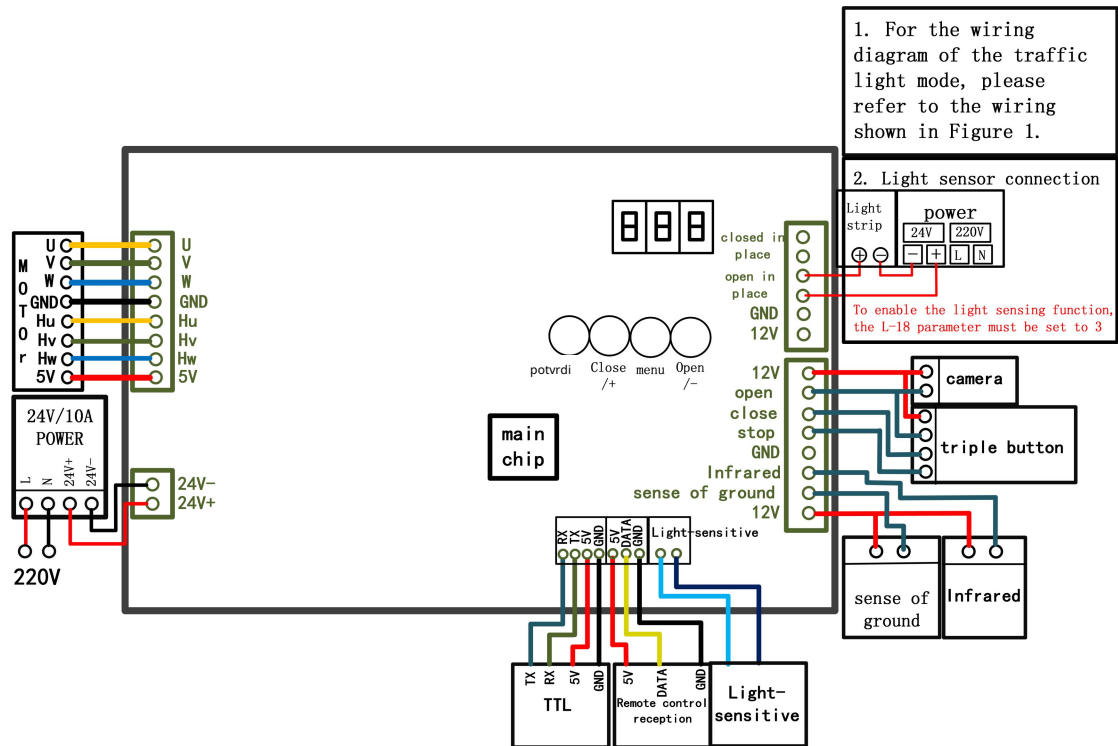 1. For the wiring
diagram of the traffic
light mode, please
refer to the wiring
shown in Figure 1.
2. Light sensor connection
Light
strip
power
24V 220V
- + L N
To enable the light sensing function,
the L-18 parameter must be set to 3
MOTOr
U
V
W
GND
Hu
Hv
Hw
5V
U
V
W
GND
Hu
Hv
Hw
5V
24V/10A
POWER
L
N
24V+
24V-
220V
24V-
24V+
888
closed in
place
open in
place
GND
12V
potvrdi
Close
/+
menu
Open
/-
main
chip
12V
open
close
stop
GND
Infrared
sense of ground
12V
camera
triple button
sense of
ground
Infrared
RX
TX
5V
GND
5V
DATA
GND
Light-sensitive
TX
RX
5V
GND
TTL
5V
DATA
GND
Remote control
reception
Light-
sensitive